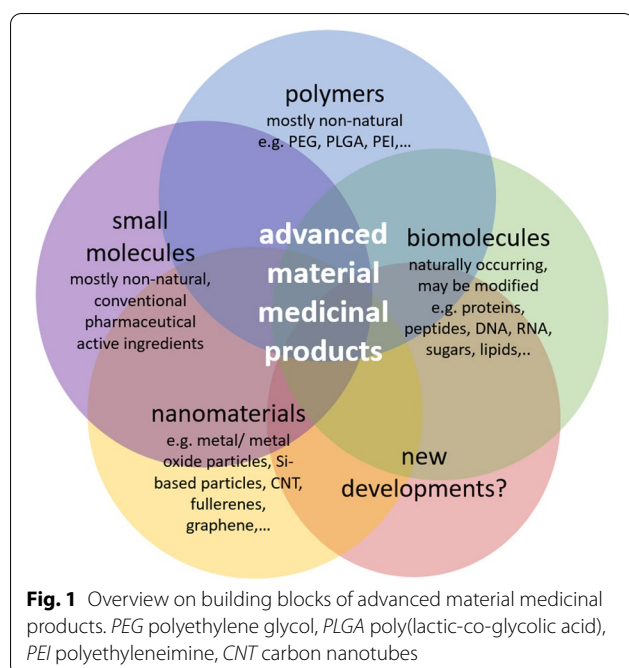 polymers
mostly non-natural
e.g. PEG, PLGA, PEI,...
small
molecules
mostly non-natural,
conventional
pharmaceutical
active ingredients
advanced
material
medicinal
products
biomolecules
naturally occurring,
may be modified
e.g. proteins,
peptides, DNA, RNA,
sugars, lipids,..
nanomaterials
e.g. metal/ metal
oxide particles, Si-
based particles, CNT,
fullerenes,
graphene,...
new
developments?
Fig. 1 Overview on building blocks of advanced material medicinal
products. PEG polyethylene glycol, PLGA poly(lactic-co-glycolic acid),
PEI polyethyleneimine, CNT carbon nanotubes